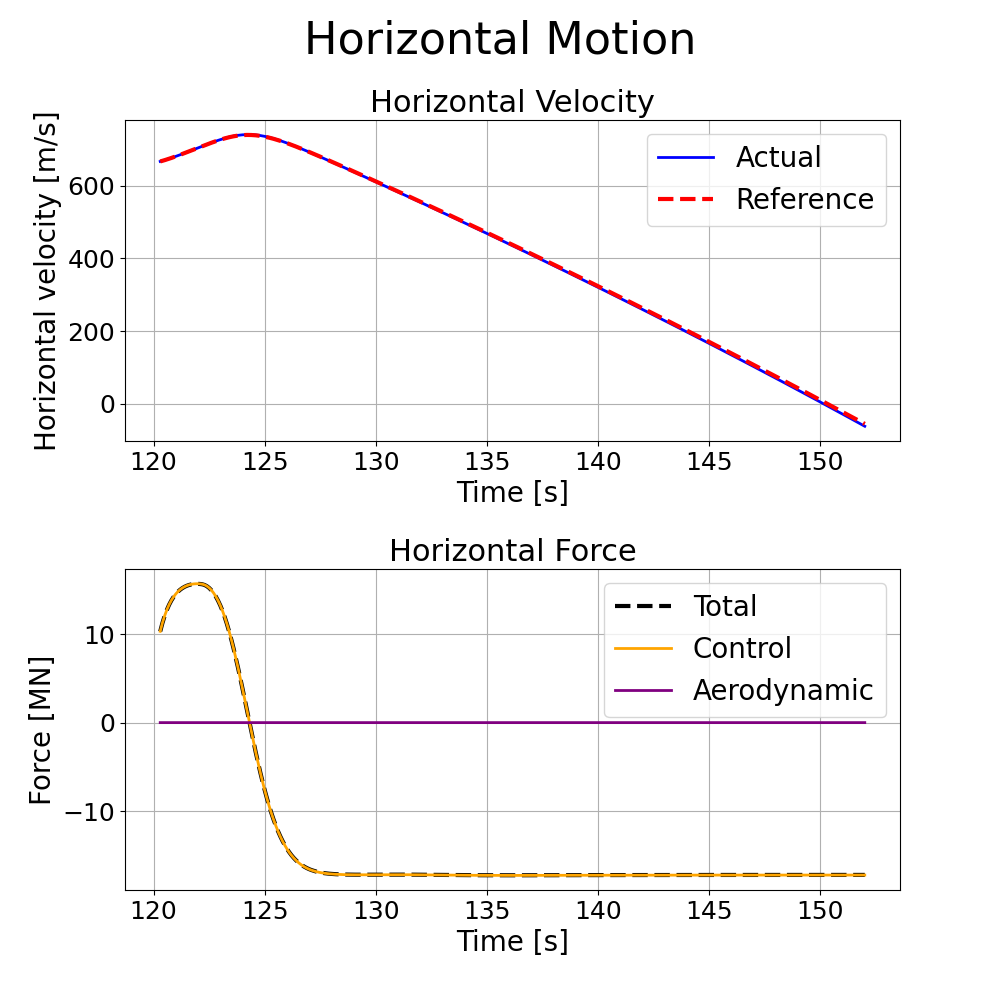 Horizontal Motion
Horizontal Velocity
Horizontal velocity [m/s]
600
400
200
0
Actual
Reference
120 125 130 135 140 145 150
Time [s]
Horizontal Force
Force [MN]
10
0
−10
Total
Control
Aerodynamic
120 125 130 135 140 145 150
Time [s]